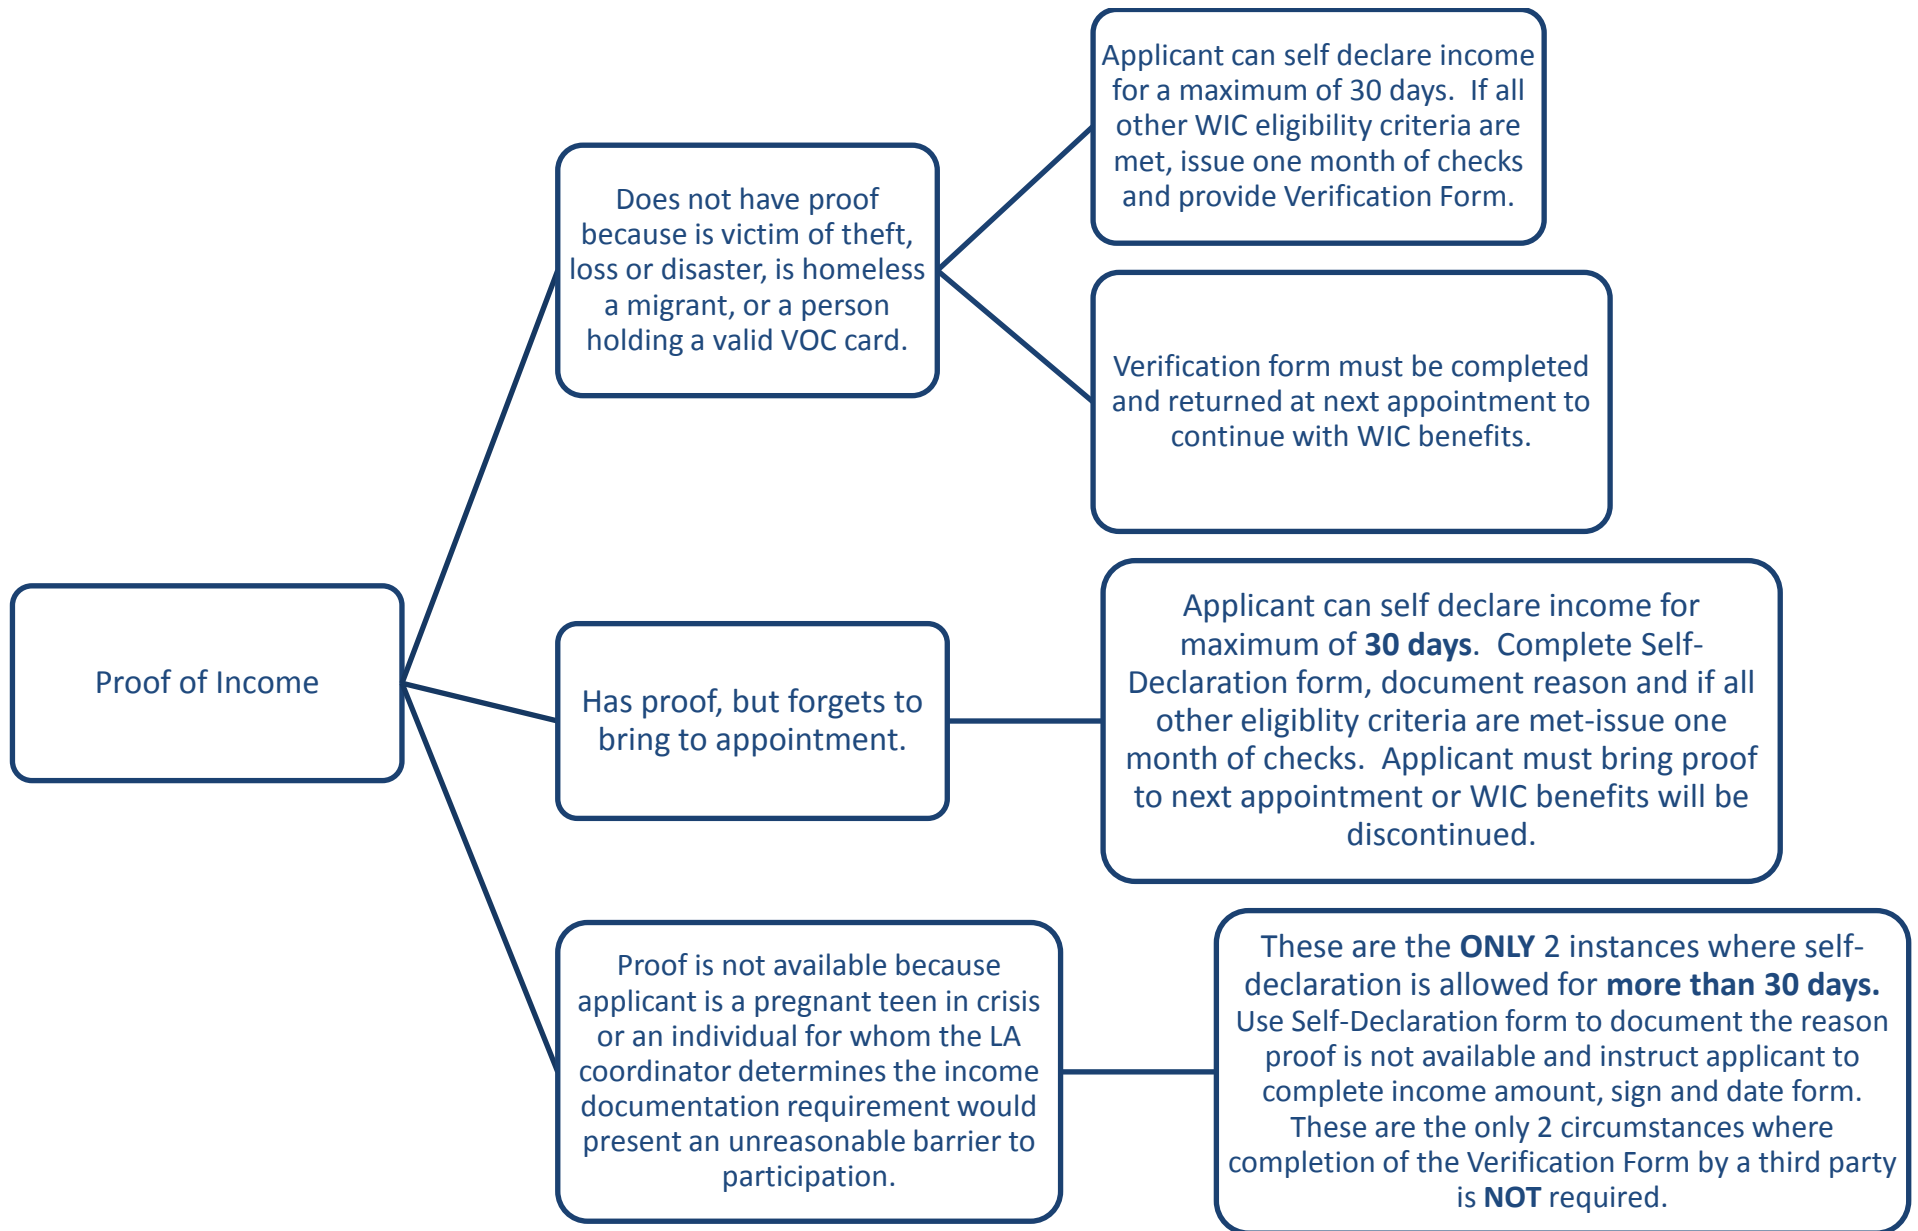 Proof of Income
Does not have proof
because is victim of theft,
loss or disaster, is homeless
a migrant, or a person
holding a valid VOC card.
Applicant can self declare income
for a maximum of 30 days.  If all
other WIC eligibility criteria are
met, issue one month of checks
and provide Verification Form.
Verification form must be completed
and returned at next appointment to
continue with WIC benefits.
Has proof, but forgets to
bring to appointment.
Applicant can self declare income for
maximum of 30 days.  Complete Self-
Declaration form, document reason and if all
other eligiblity criteria are met-issue one
month of checks.  Applicant must bring proof
to next appointment or WIC benefits will be
discontinued.
Proof is not available because
applicant is a pregnant teen in crisis
or an individual for whom the LA
coordinator determines the income
documentation requirement would
present an unreasonable barrier to
participation.
These are the ONLY 2 instances where self-
declaration is allowed for more than 30 days.
Use Self-Declaration form to document the reason
proof is not available and instruct applicant to
complete income amount, sign and date form.
These are the only 2 circumstances where
completion of the Verification Form by a third party
is NOT required.